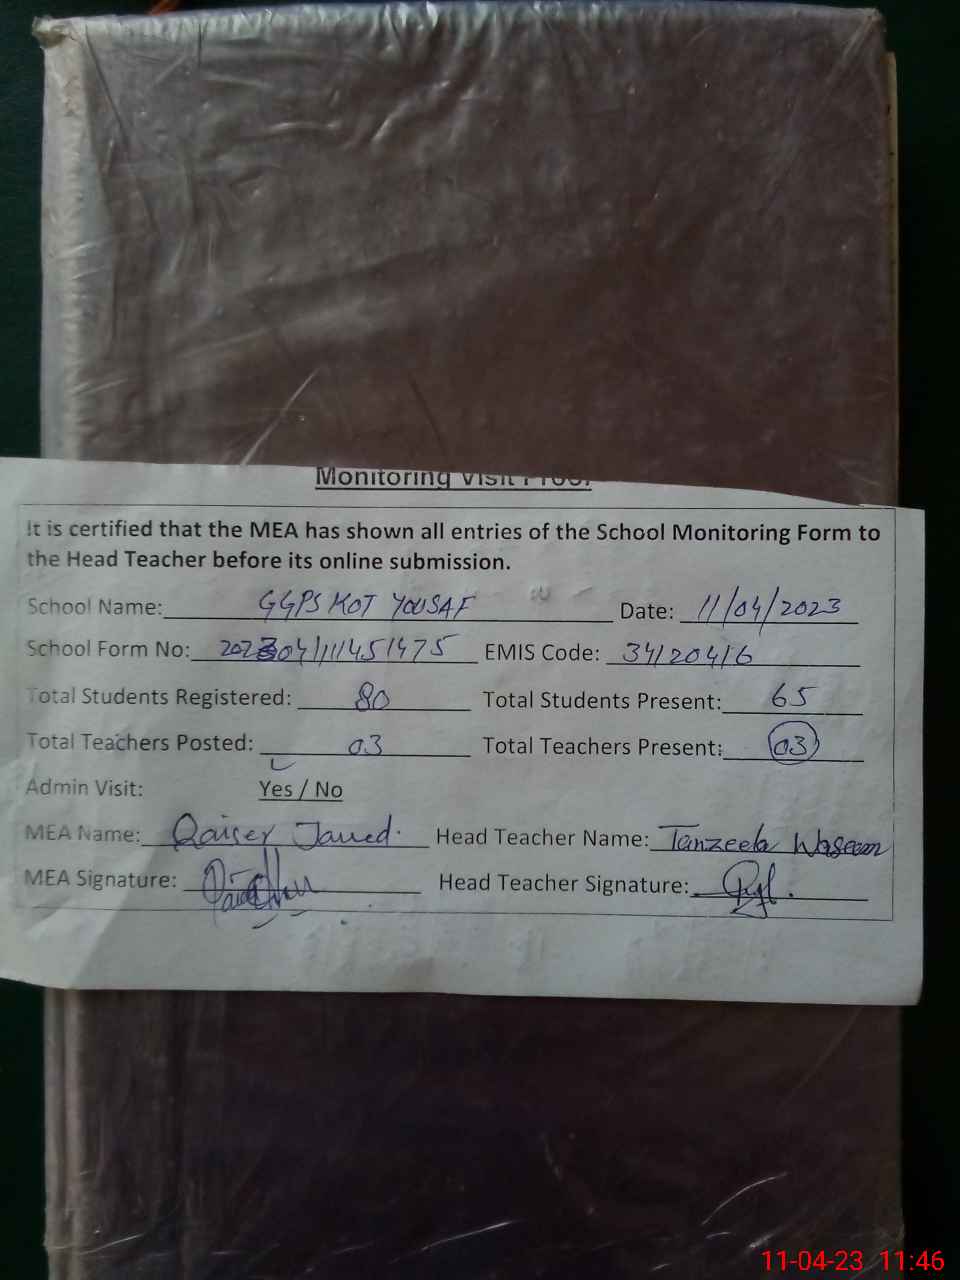 Monitoring Visit Proof
It is certified that the MEA has shown all entries of the School Monitoring Form to
the Head Teacher before its online submission.
School Name: GGPS KOT YOUSAF Date: 11/04/2023
School Form No: 202304/111451475 EMIS Code: 34120416
Total Students Registered: 80 Total Students Present: 65
Total Teachers Posted: 03 Total Teachers Present: 03
Admin Visit: Yes / No
MEA Name: Qaiser Javed. Head Teacher Name: Tanzeela Waseem
MEA Signature: Head Teacher Signature:
11-04-23 11:46